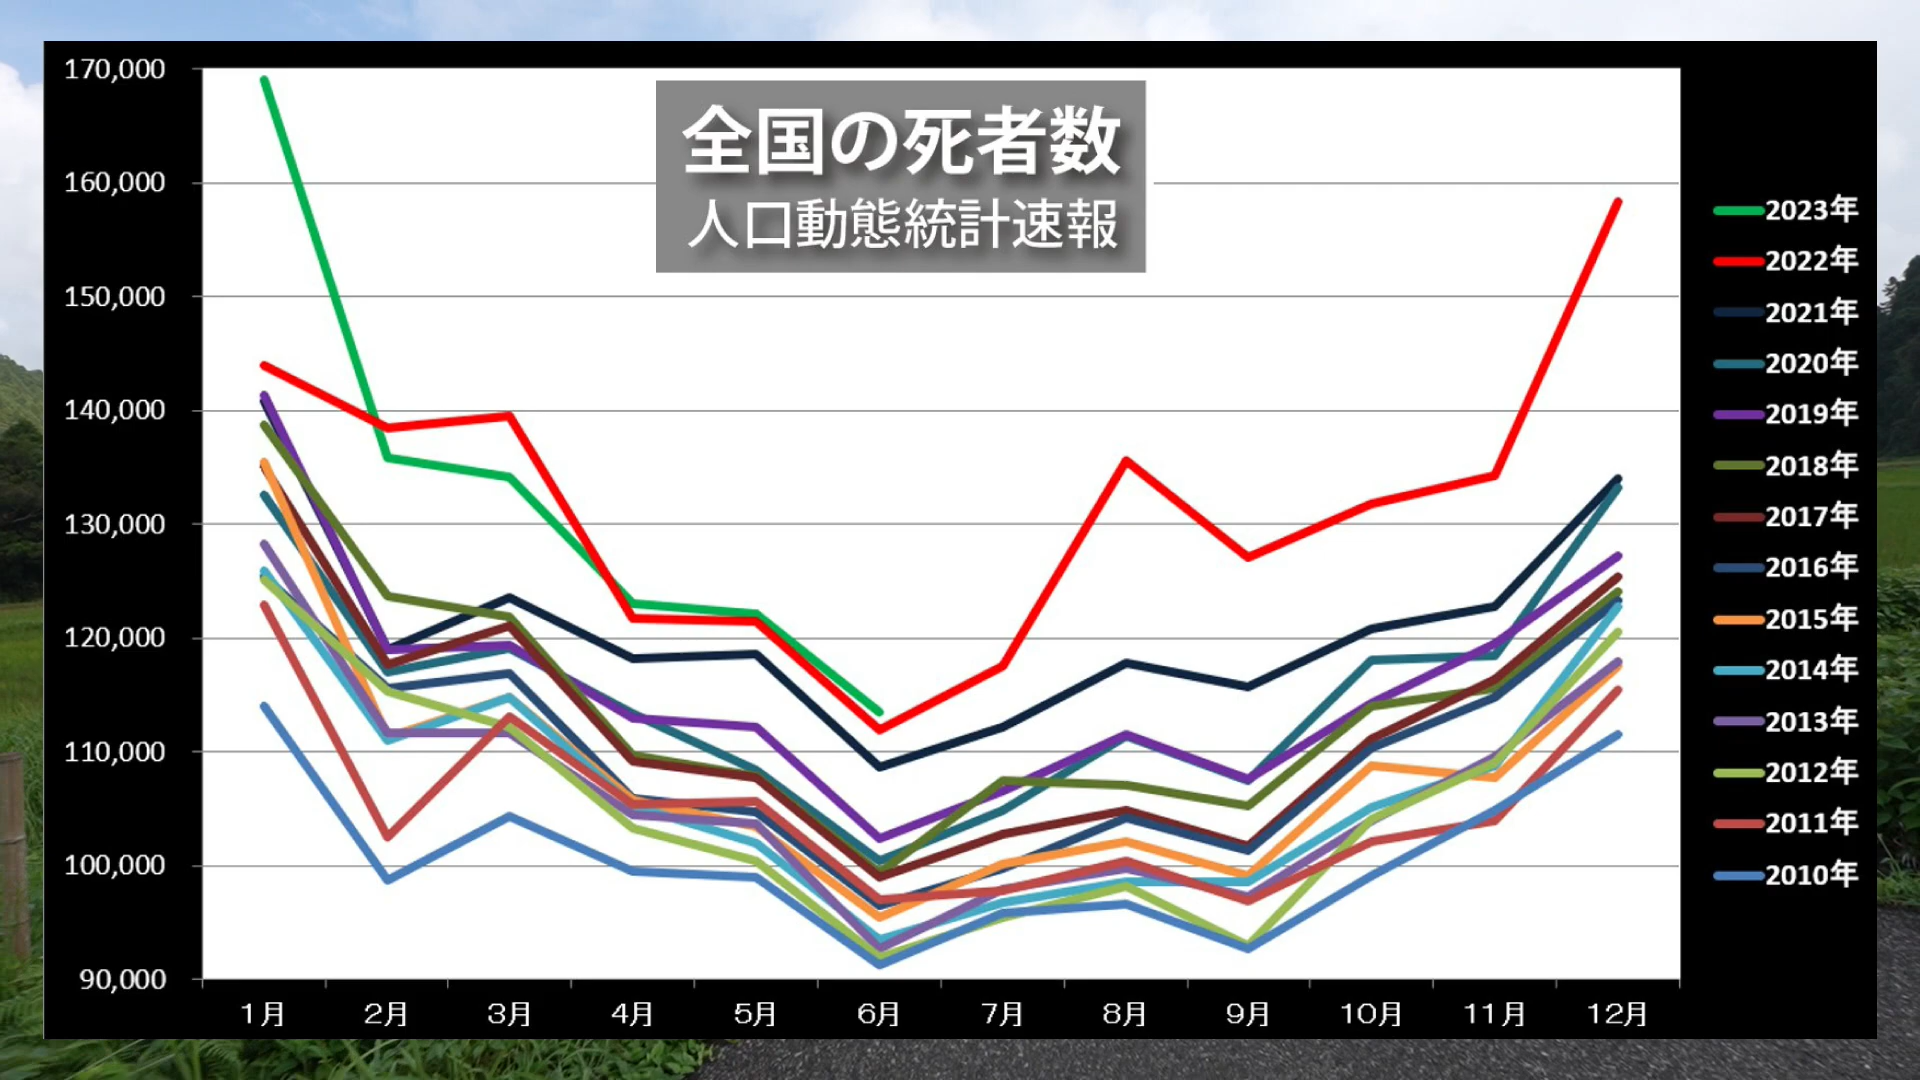 全国の死者数
人口動態統計速報
170,000
160,000
150,000
140,000
130,000
120,000
110,000
100,000
90,000
1月 2月 3月 4月 5月 6月 7月 8月 9月 10月 11月 12月
2023年
2022年
2021年
2020年
2019年
2018年
2017年
2016年
2015年
2014年
2013年
2012年
2011年
2010年